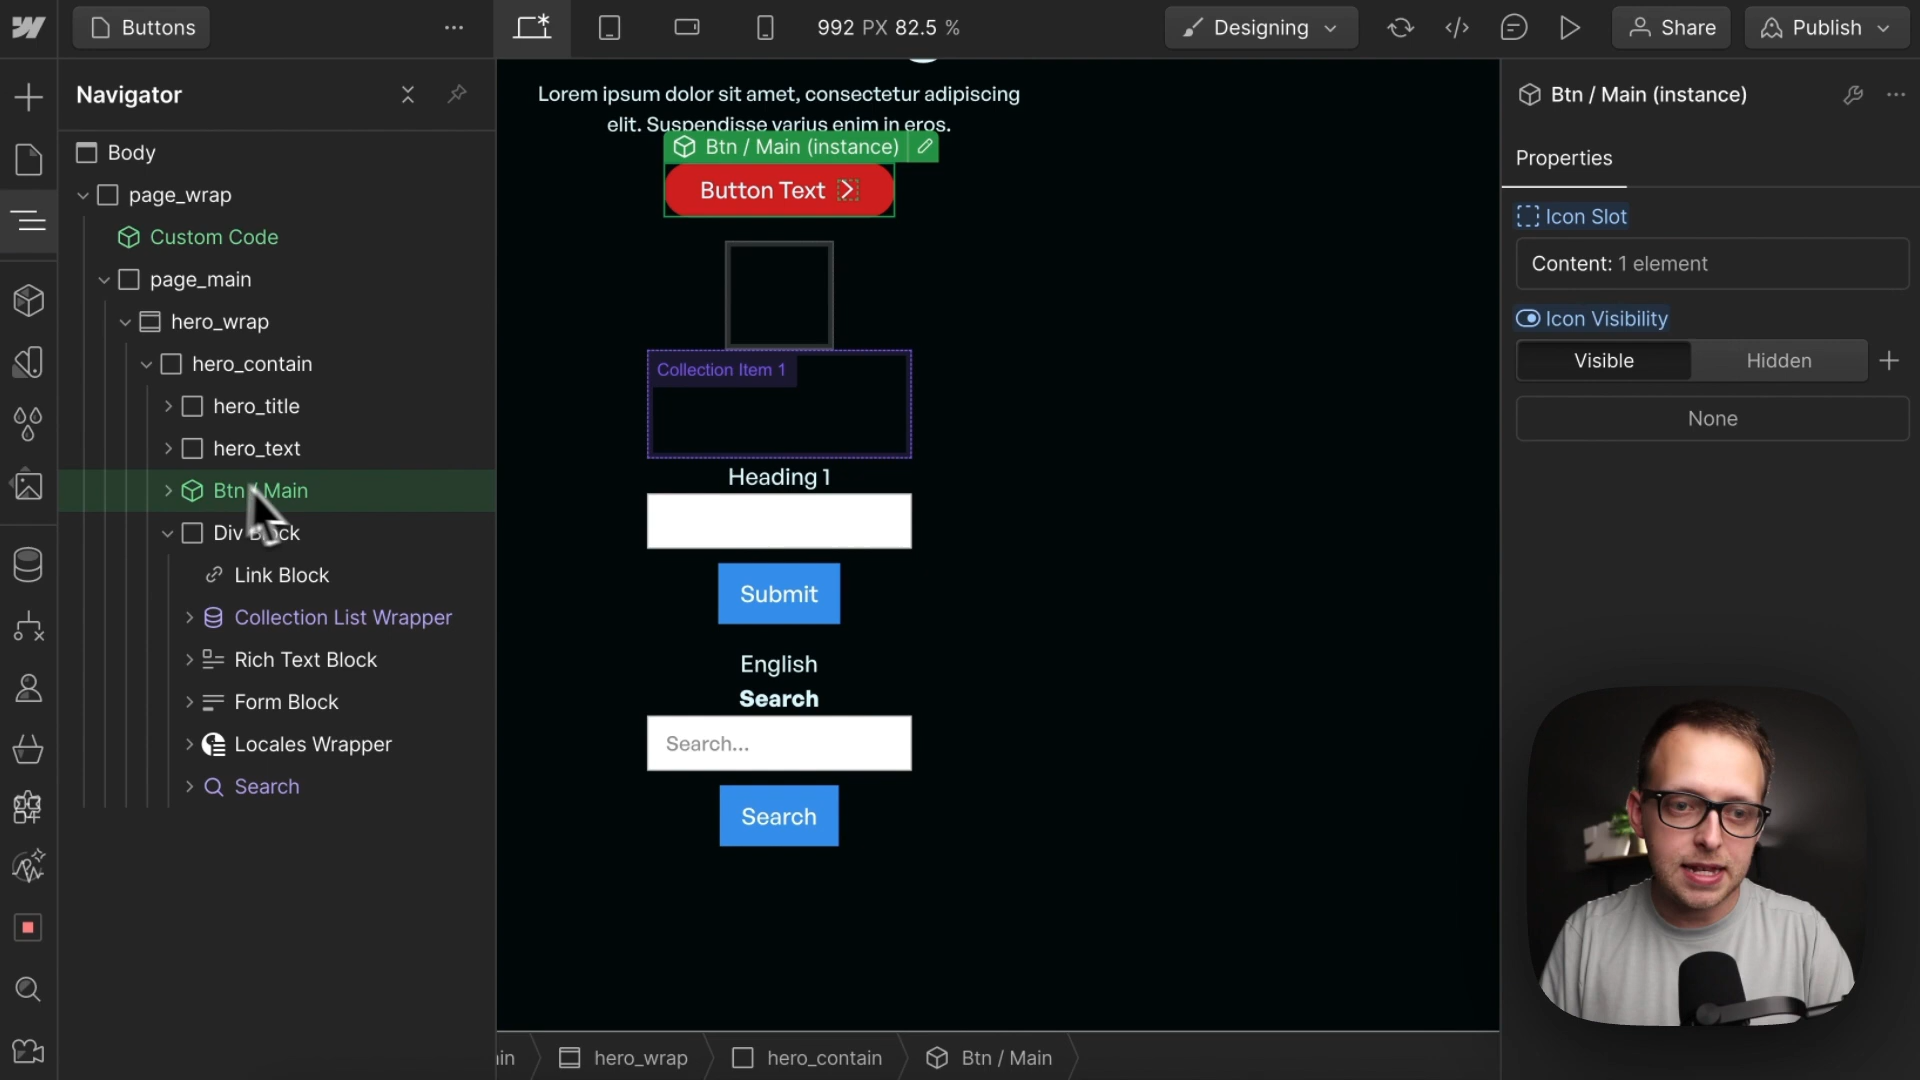 Buttons
992 PX 82.5 %
Designing
Share
Publish
Navigator
Body
page_wrap
Custom Code
page_main
hero_wrap
hero_contain
hero_title
hero_text
Btn / Main
Div Block
Link Block
Collection List Wrapper
Rich Text Block
Form Block
Locales Wrapper
Search
Lorem ipsum dolor sit amet, consectetur adipiscing
elit. Suspendisse varius enim in eros.
Btn / Main (instance)
Button Text
Collection Item 1
Heading 1
Submit
English
Search
Search...
Search
in
hero_wrap
hero_contain
Btn / Main
Btn / Main (instance)
Properties
Icon Slot
Content: 1 element
Icon Visibility
Visible
Hidden
None